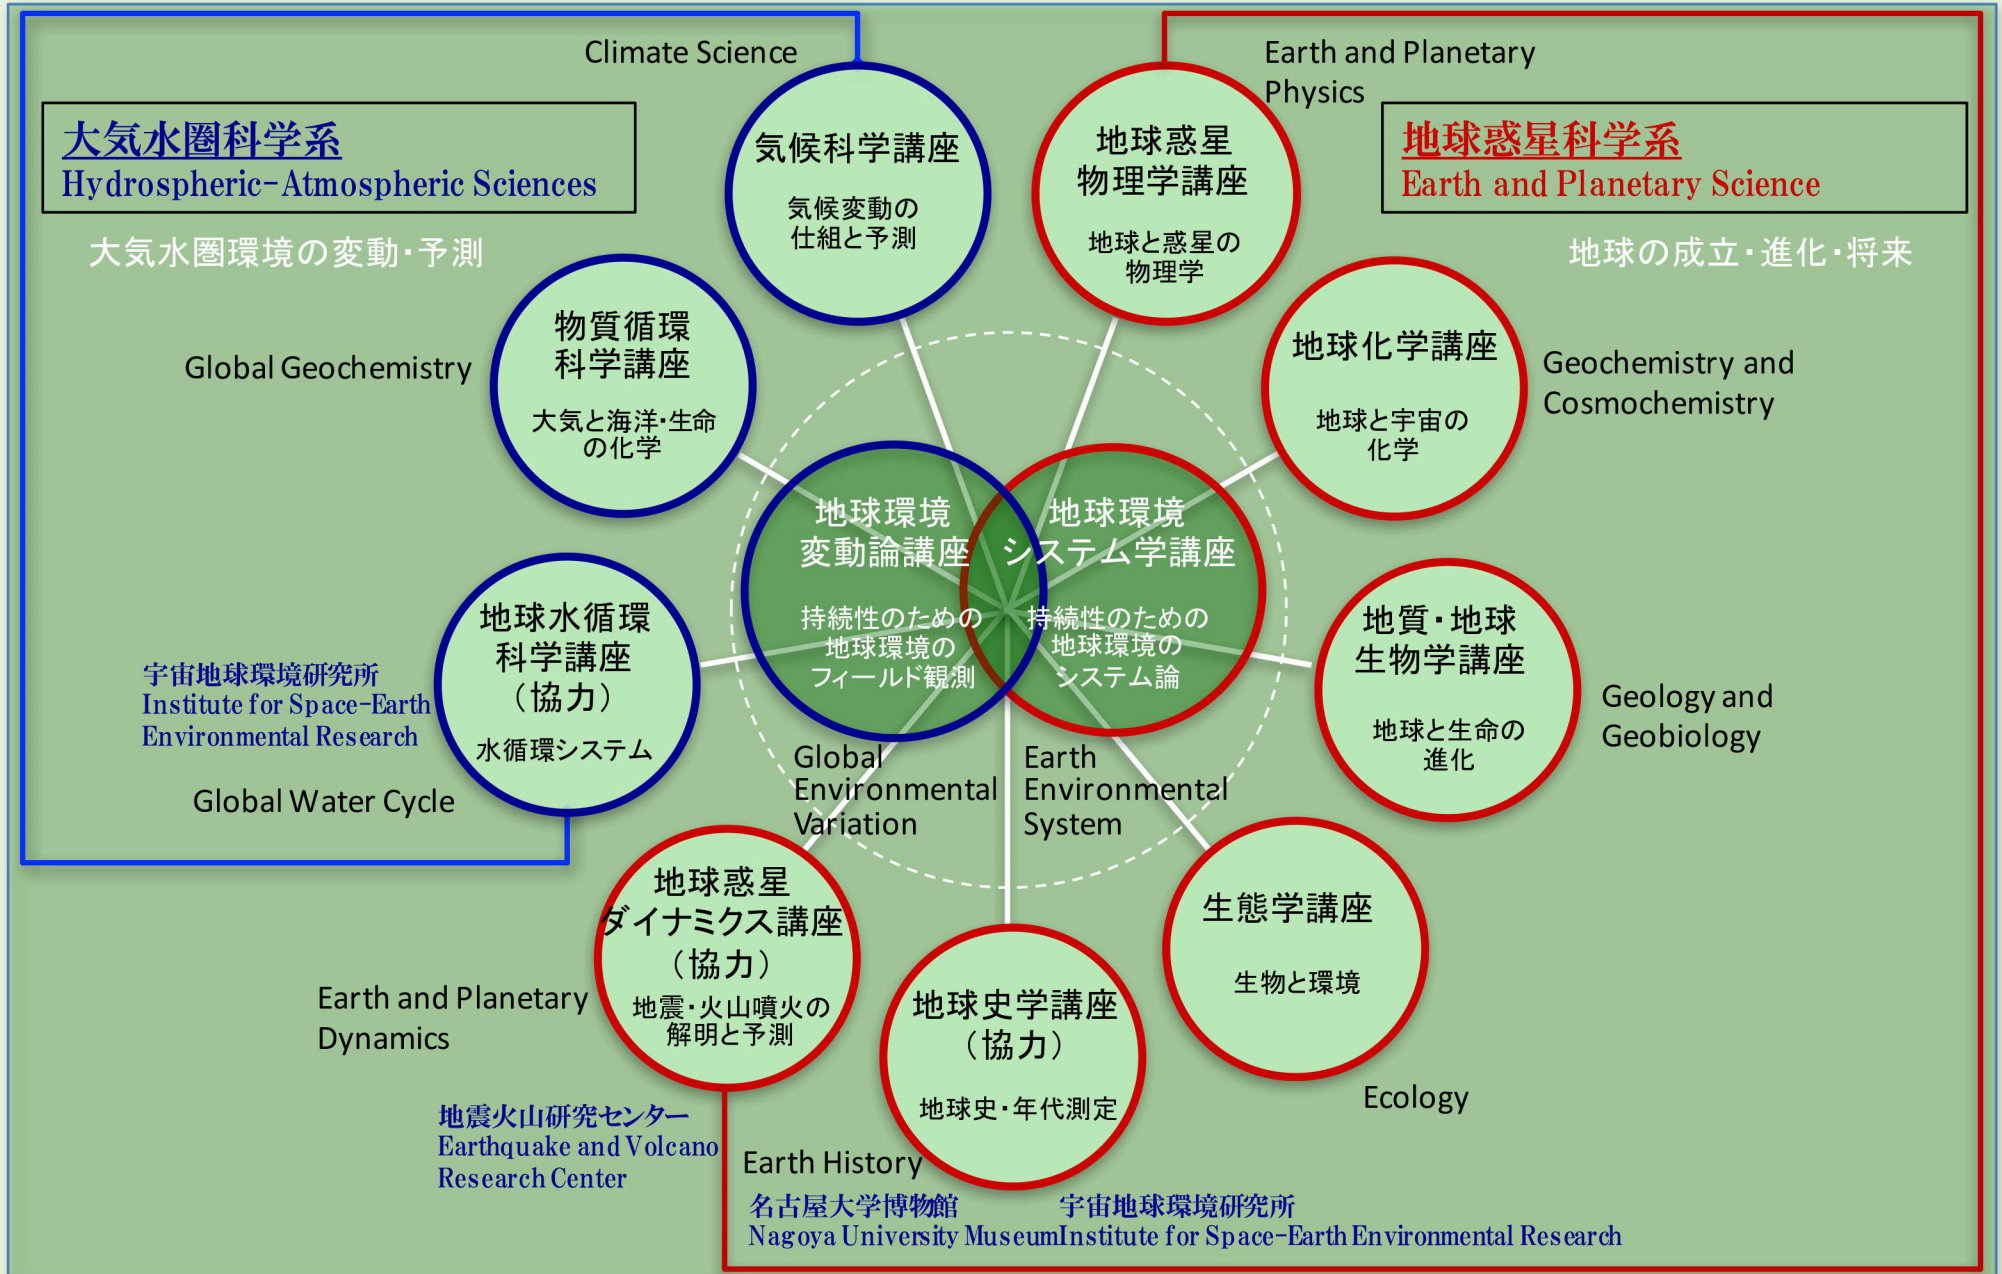 Climate Science
Earth and Planetary
Physics
大気水圏科学系
Hydrospheric-Atmospheric Sciences
大気水圏環境の変動・予測
気候科学講座
気候変動の
仕組と予測
地球惑星
物理学講座
地球と惑星の
物理学
地球惑星科学系
Earth and Planetary Science
地球の成立・進化・将来
Global Geochemistry
物質循環
科学講座
大気と海洋・生命
の化学
地球化学講座
地球と宇宙の
化学
Geochemistry and
Cosmochemistry
地球環境
変動論講座
持続性のための
地球環境の
フィールド観測
地球環境
システム学講座
持続性のための
地球環境の
システム論
宇宙地球環境研究所
Institute for Space-Earth
Environmental Research
Global Water Cycle
地球水循環
科学講座
（協力）
水循環システム
地質・地球
生物学講座
地球と生命の
進化
Geology and
Geobiology
Global
Environmental
Variation
Earth
Environmental
System
地球惑星
ダイナミクス講座
（協力）
地震・火山噴火の
解明と予測
Earth and Planetary
Dynamics
地震火山研究センター
Earthquake and Volcano
Research Center
地球史学講座
（協力）
地球史・年代測定
Earth History
名古屋大学博物館
Nagoya University Museum
宇宙地球環境研究所
Institute for Space-Earth Environmental Research
生態学講座
生物と環境
Ecology